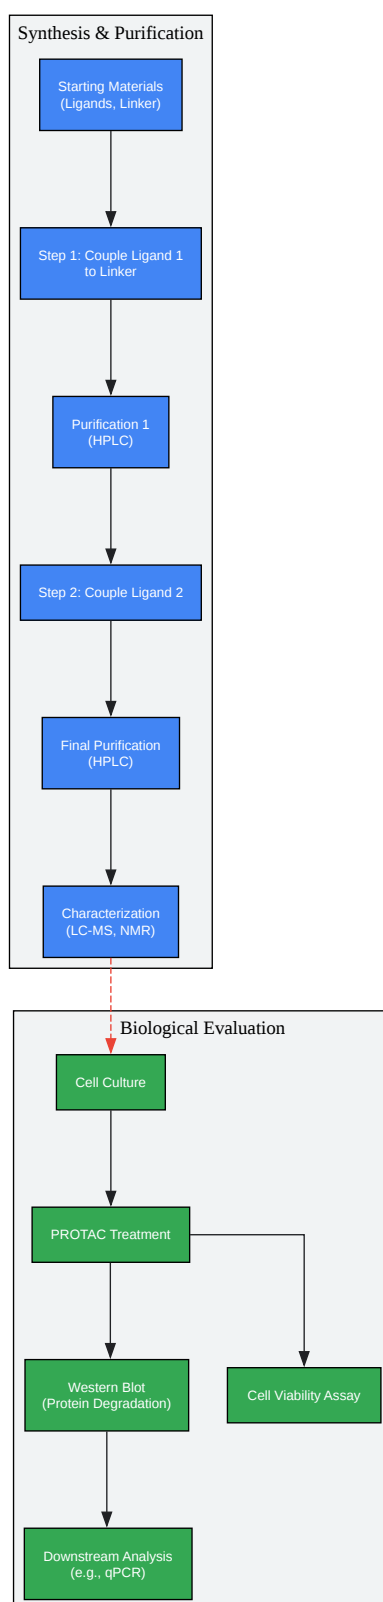 Synthesis & Purification
Starting Materials
(Ligands, Linker)
Step 1: Couple Ligand 1
to Linker
Purification 1
(HPLC)
Step 2: Couple Ligand 2
Final Purification
(HPLC)
Characterization
(LC-MS, NMR)
Biological Evaluation
Cell Culture
PROTAC Treatment
Western Blot
(Protein Degradation)
Cell Viability Assay
Downstream Analysis
(e.g., qPCR)